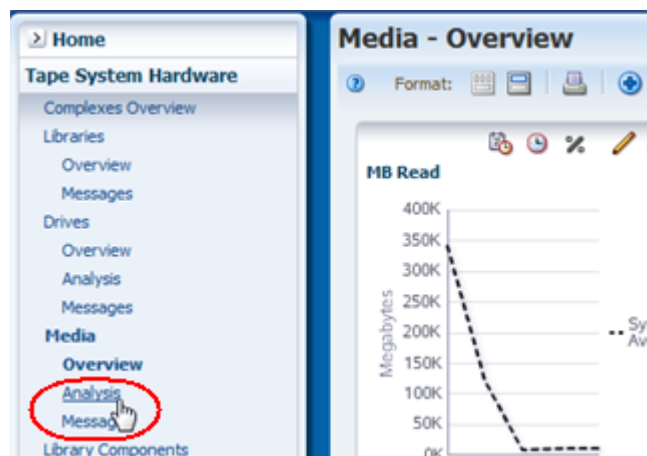 Home
Tape System Hardware
Complexes Overview
Libraries
Overview
Messages
Drives
Overview
Analysis
Messages
Media
Overview
Analysis
Library Components
Media - Overview
Format:
MB Read
400K
350K
300K
250K
200K
150K
100K
50K
0K
Megabytes